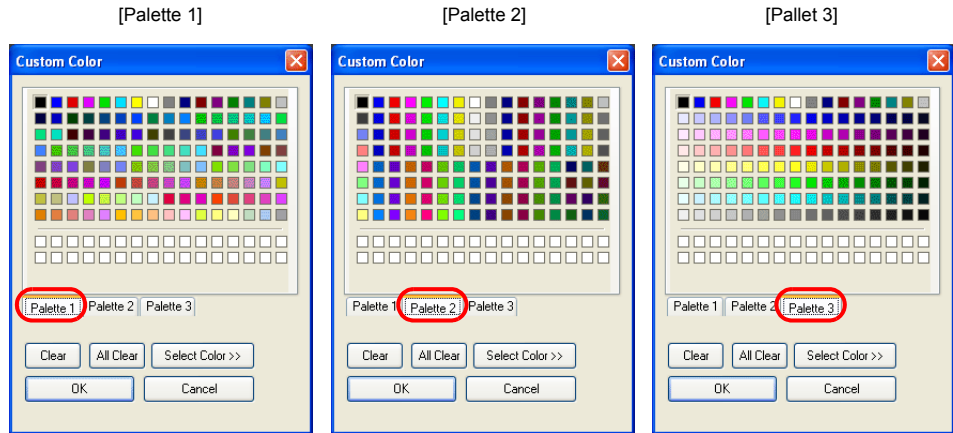 [Palette 1] [Palette 2] [Pallet 3]
Custom Color Custom Color Custom Color
Palette 1 Palette 2 Palette 3 Palette 1 Palette 2 Palette 3 Palette 1 Palette 2 Palette 3
Clear All Clear Select Color >> Clear All Clear Select Color >> Clear All Clear Select Color >>
OK Cancel OK Cancel OK Cancel